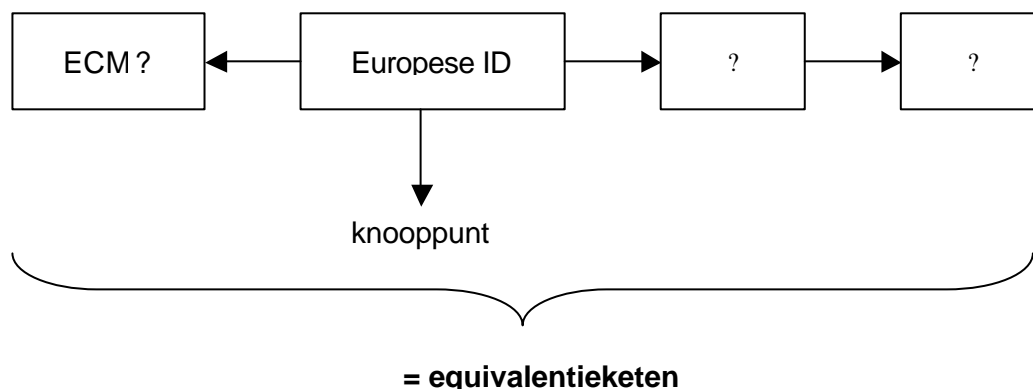 ECM ? Europese ID ? ?
knooppunt
= equivalentieketen